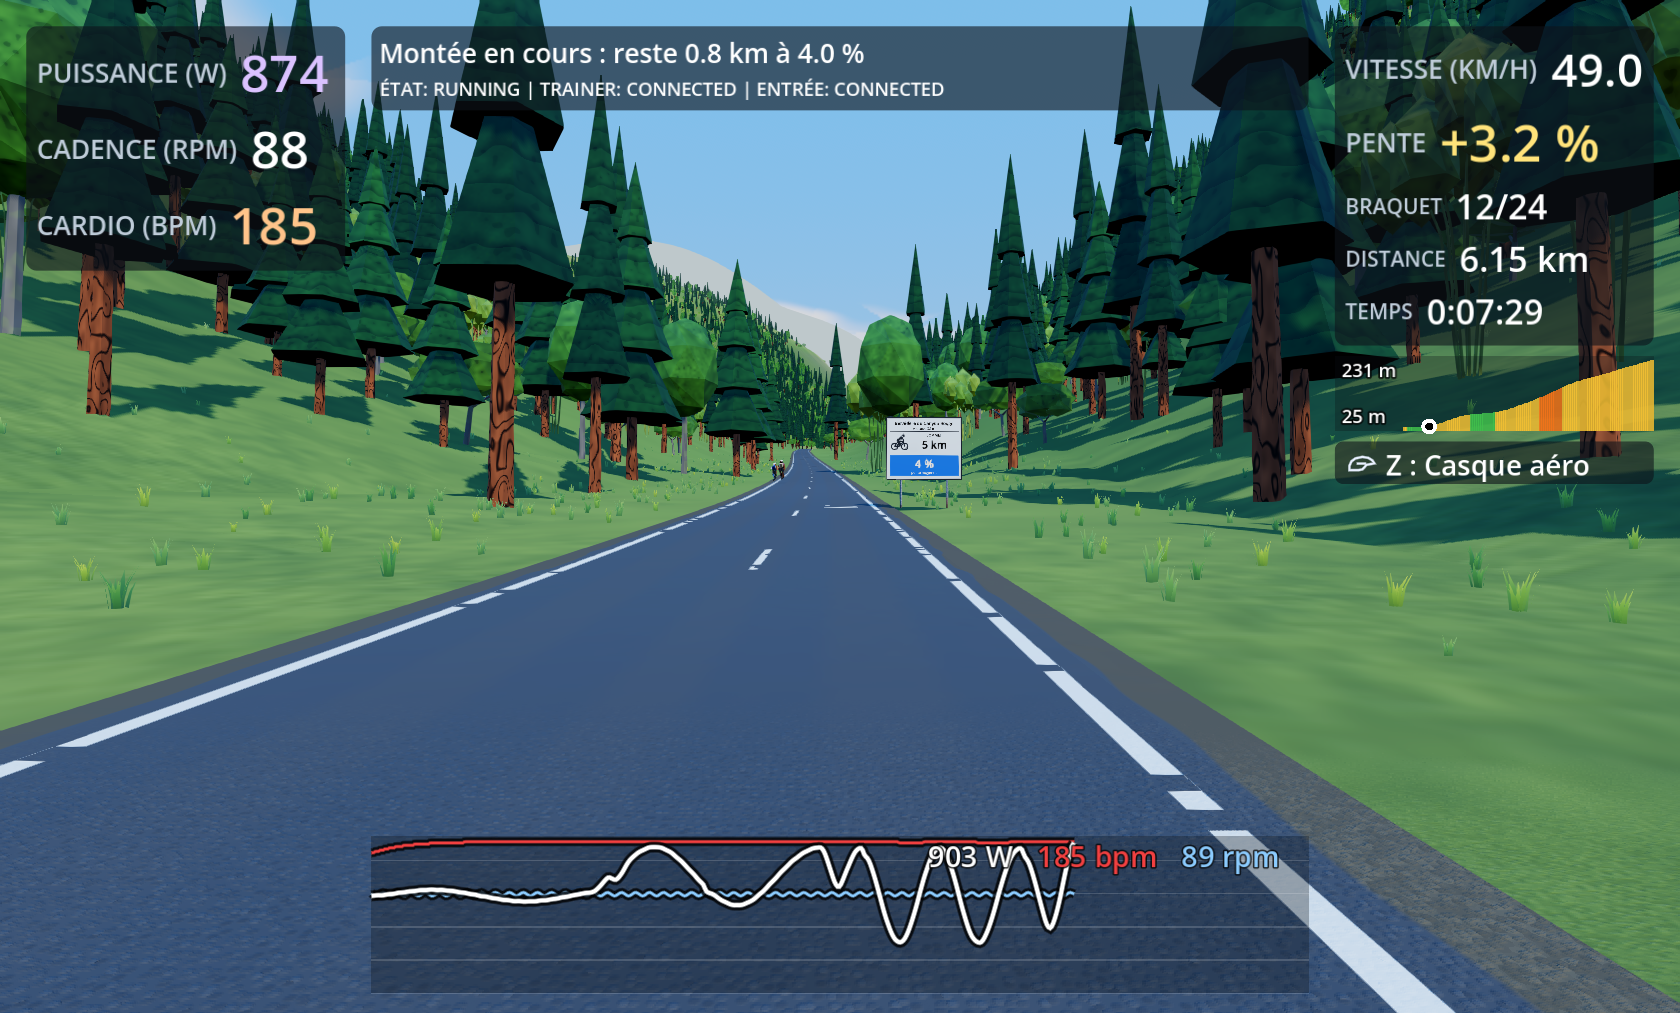 PUISSANCE (W) 874
CADENCE (RPM) 88
CARDIO (BPM) 185
Montée en cours : reste 0.8 km à 4.0 %
ÉTAT: RUNNING | TRAINER: CONNECTED | ENTRÉE: CONNECTED
VITESSE (KM/H) 49.0
PENTE +3.2 %
BRAQUET 12/24
DISTANCE 6.15 km
TEMPS 0:07:29
231 m
25 m
Z : Casque aéro
5 km
4 %
903 W 185 bpm 89 rpm